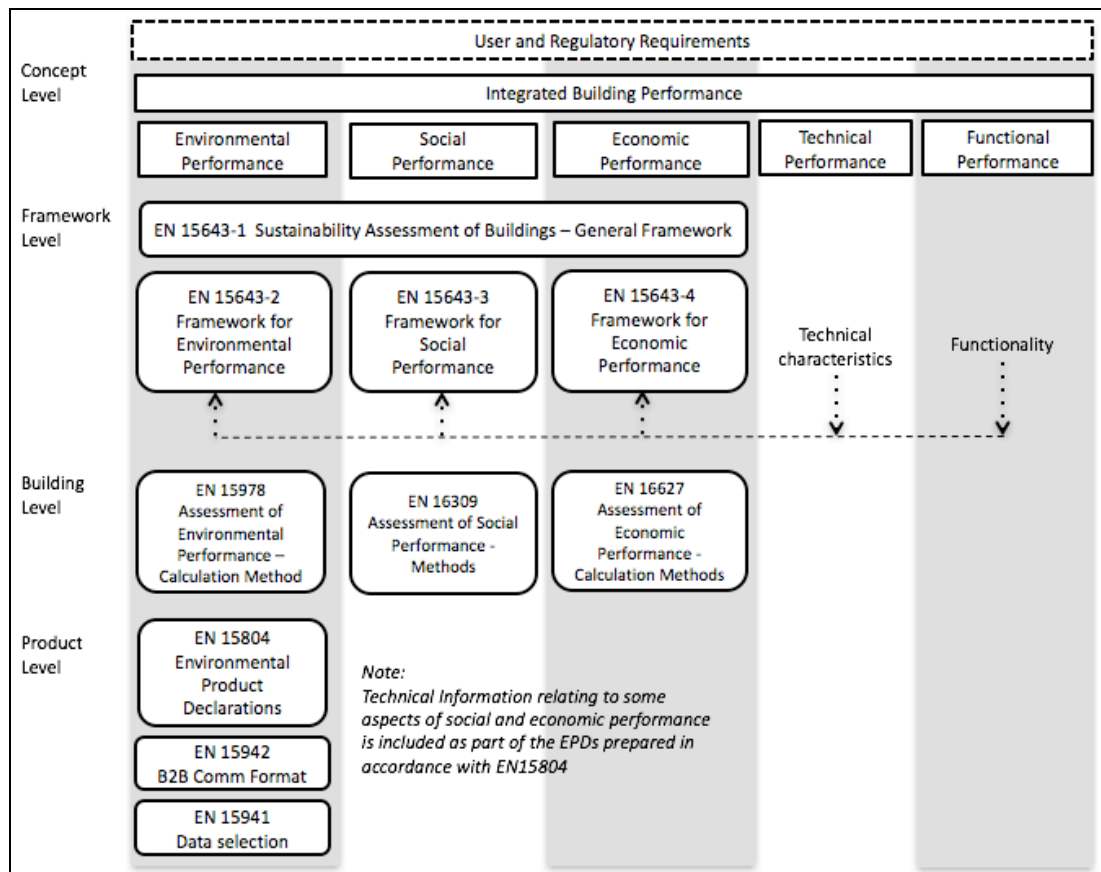 User and Regulatory Requirements
Concept
Level
Integrated Building Performance
Environmental
Performance
Social
Performance
Economic
Performance
Technical
Performance
Functional
Performance
Framework
Level
EN 15643-1  Sustainability Assessment of Buildings – General Framework
EN 15643-2
Framework for
Environmental
Performance
EN 15643-3
Framework for
Social
Performance
EN 15643-4
Framework for
Economic
Performance
Technical
characteristics
Functionality
Building
Level
EN 15978
Assessment of
Environmental
Performance –
Calculation Method
EN 16309
Assessment of Social
Performance -
Methods
EN 16627
Assessment of
Economic
Performance -
Calculation Methods
Product
Level
EN 15804
Environmental
Product
Declarations
Note:
Technical Information relating to some
aspects of social and economic performance
is included as part of the EPDs prepared in
accordance with EN15804
EN 15942
B2B Comm Format
EN 15941
Data selection